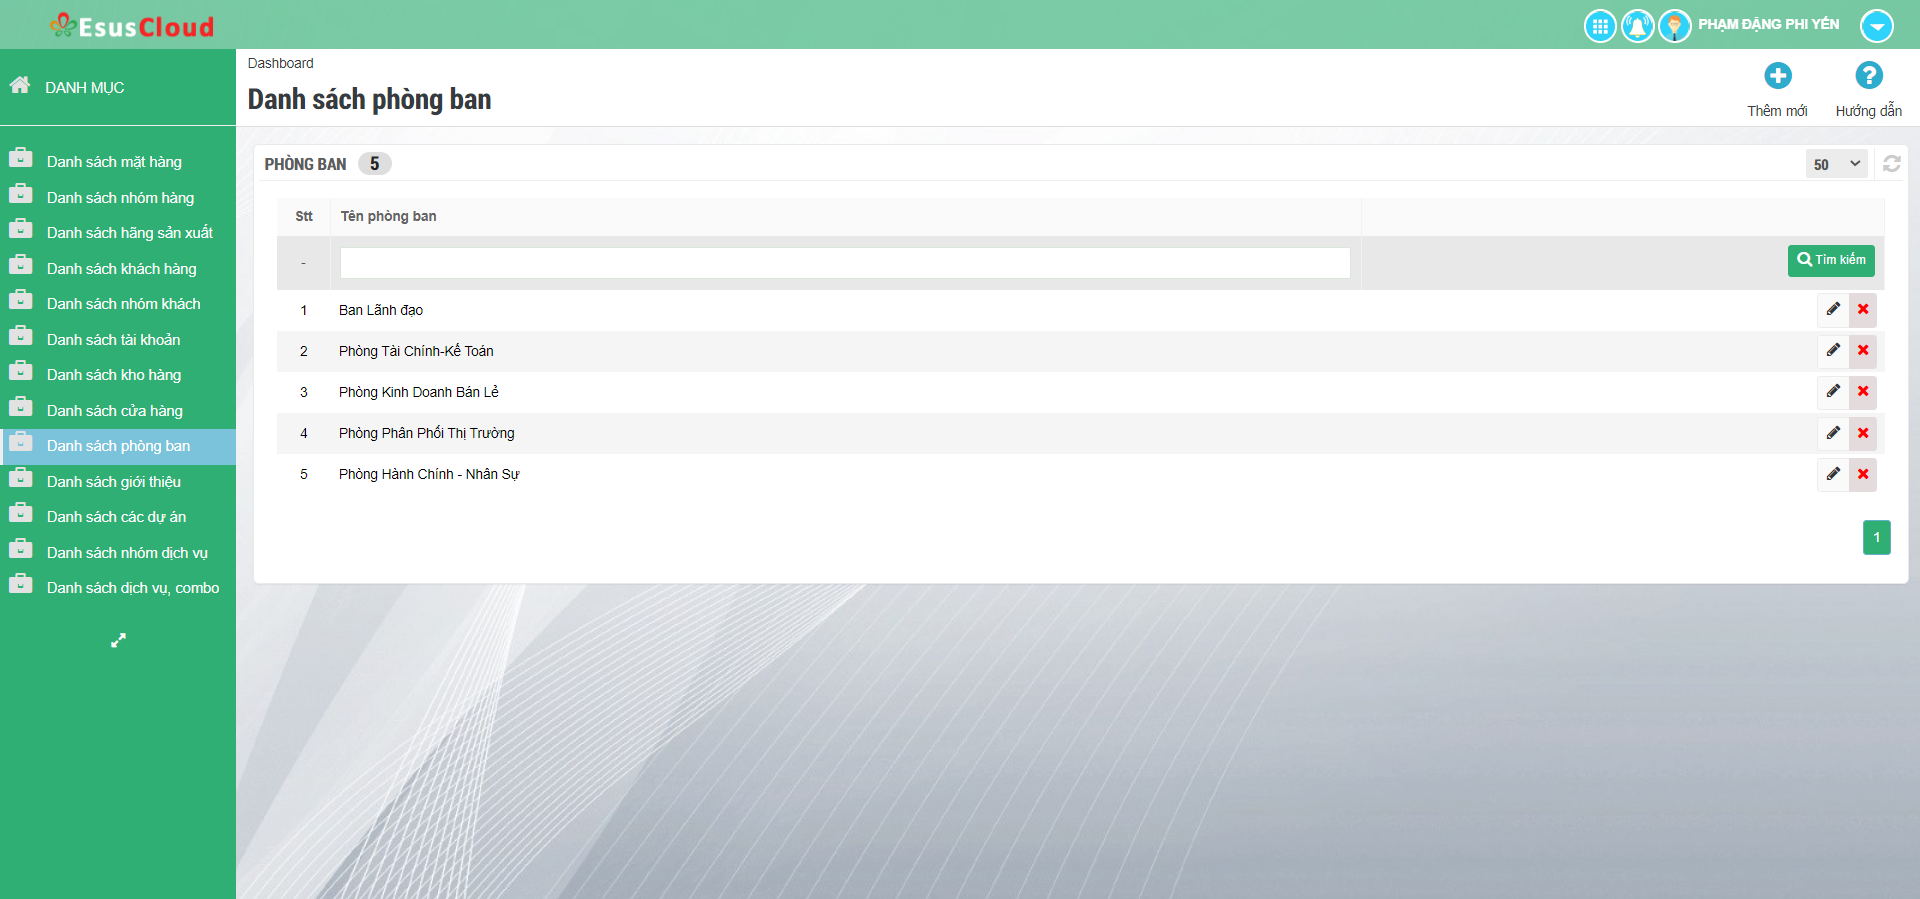 EsusCloud
PHẠM ĐẶNG PHI YẾN
DANH MỤC
Danh sách mặt hàng
Danh sách nhóm hàng
Danh sách hãng sản xuất
Danh sách khách hàng
Danh sách nhóm khách
Danh sách tài khoản
Danh sách kho hàng
Danh sách cửa hàng
Danh sách phòng ban
Danh sách giới thiệu
Danh sách các dự án
Danh sách nhóm dịch vụ
Danh sách dịch vụ, combo
Dashboard
Danh sách phòng ban
Thêm mới
Hướng dẫn
PHÒNG BAN 5
50
Stt Tên phòng ban
- Tìm kiếm
1 Ban Lãnh đạo
2 Phòng Tài Chính-Kế Toán
3 Phòng Kinh Doanh Bán Lẻ
4 Phòng Phân Phối Thị Trường
5 Phòng Hành Chính - Nhân Sự
1